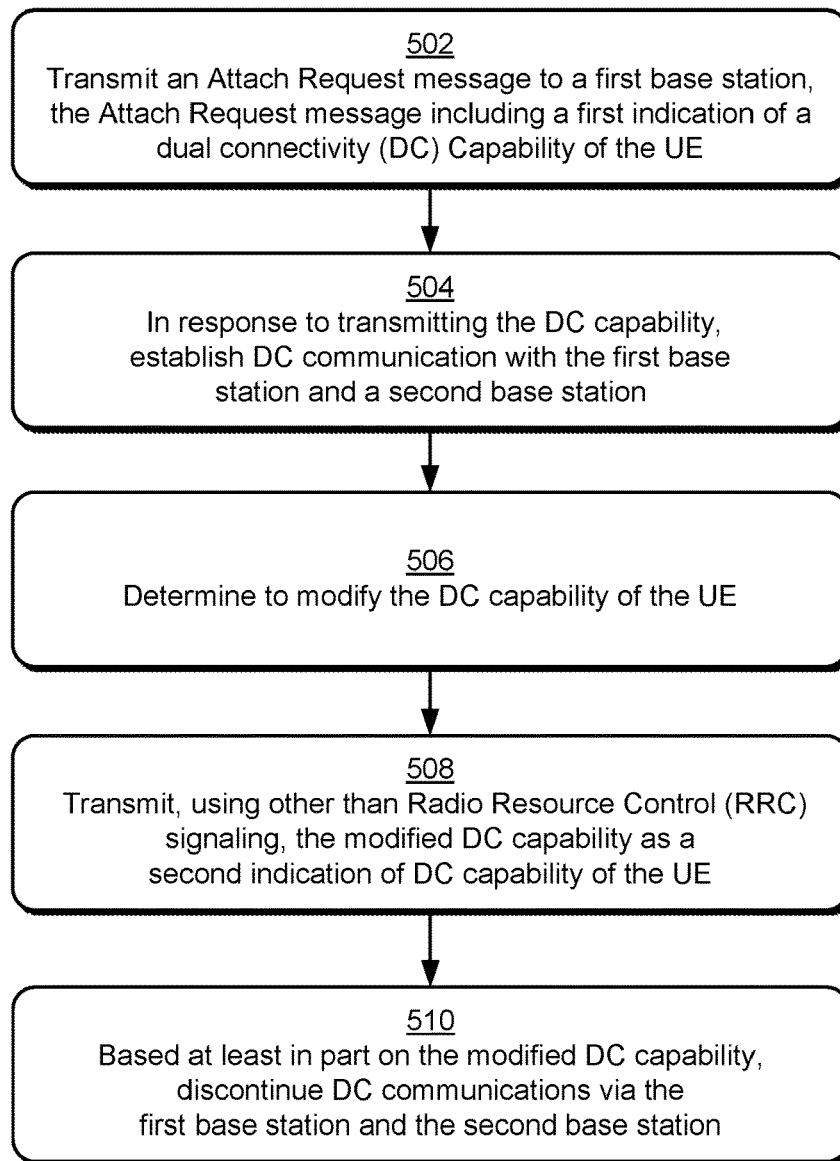 502
Transmit an Attach Request message to a first base station,
the Attach Request message including a first indication of a
dual connectivity (DC) Capability of the UE
504
In response to transmitting the DC capability,
establish DC communication with the first base
station and a second base station
506
Determine to modify the DC capability of the UE
508
Transmit, using other than Radio Resource Control (RRC)
signaling, the modified DC capability as a
second indication of DC capability of the UE
510
Based at least in part on the modified DC capability,
discontinue DC communications via the
first base station and the second base station